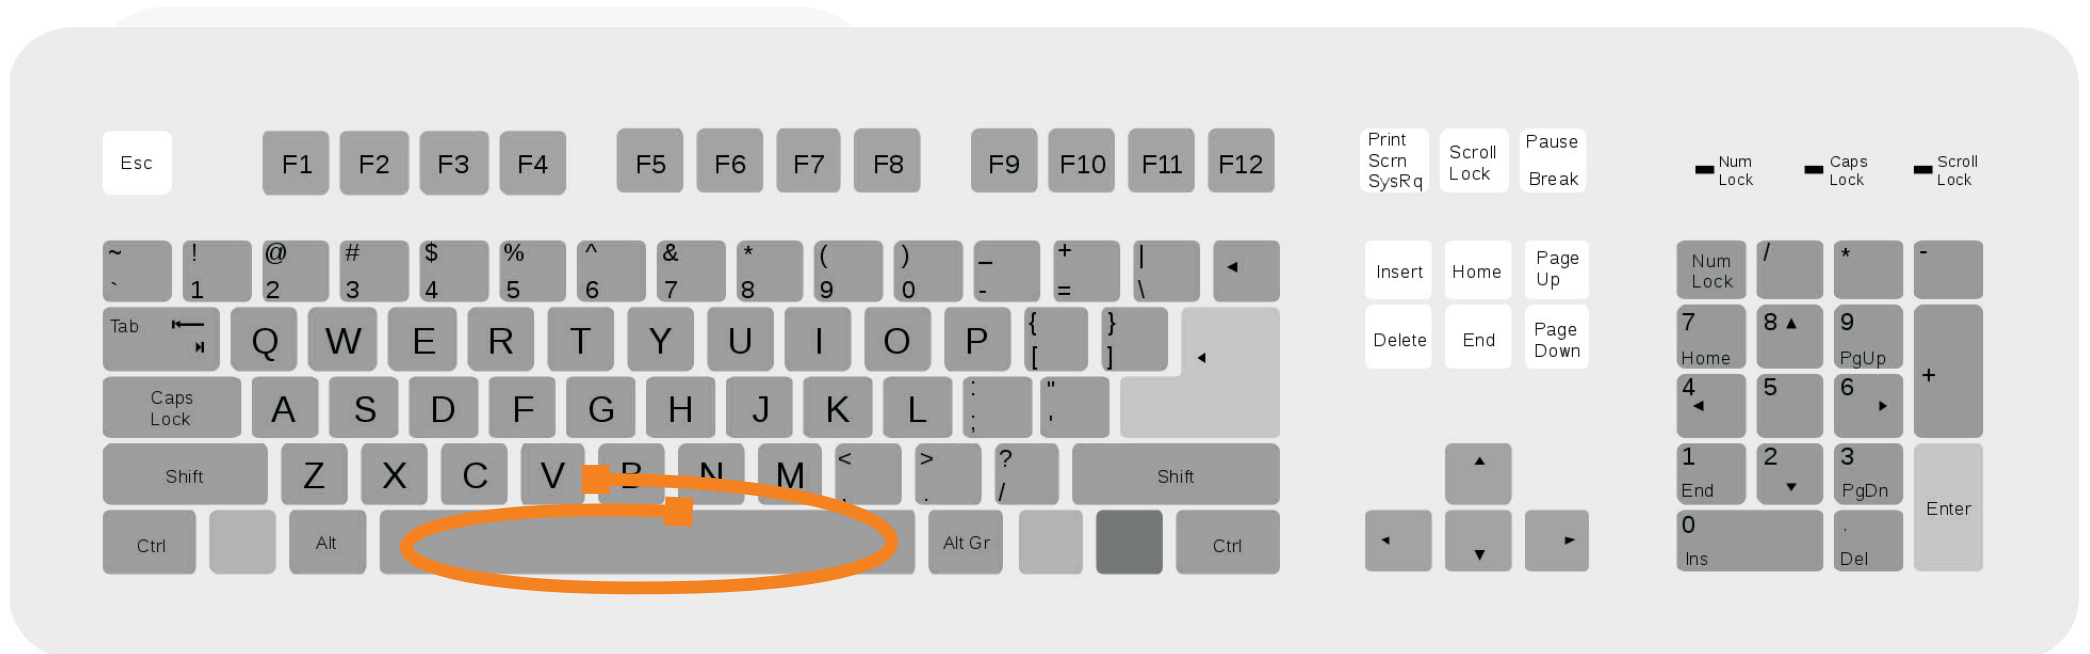 Esc F1 F2 F3 F4 F5 F6 F7 F8 F9 F10 F11 F12
Print
Scrn
SysRq
Scroll
Lock
Pause
Break
Num
Lock
Caps
Lock
Scroll
Lock
~ ! @ # $ % ^ & * ( ) _ + |
` 1 2 3 4 5 6 7 8 9 0 - = \ ◄
Insert Home
Page
Up
Num
Lock
/ * -
Tab Q W E R T Y U I O P
{ }
[ ]
◄
Delete End
Page
Down
7
Home
8 ▲
9
PgUp
+
Caps
Lock
A S D F G H J K L
: "
; '
4
◄
5
6
►
Shift Z X C V B N M
< > ?
, . /
Shift
▲
1
End
2
▼
3
PgDn
Enter
Ctrl Alt Alt Gr Ctrl
◄ ▼ ►
0
Ins
.
Del